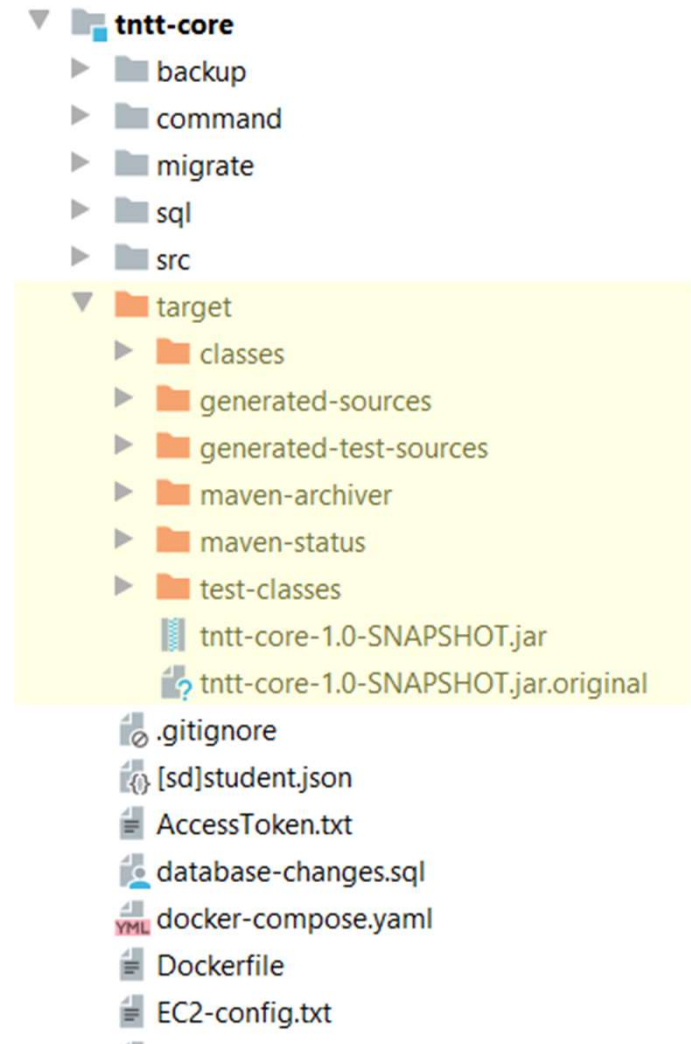 tntt-core
backup
command
migrate
sql
src
target
classes
generated-sources
generated-test-sources
maven-archiver
maven-status
test-classes
tntt-core-1.0-SNAPSHOT.jar
tntt-core-1.0-SNAPSHOT.jar.original
.gitignore
[sd]student.json
AccessToken.txt
database-changes.sql
YML docker-compose.yaml
Dockerfile
EC2-config.txt